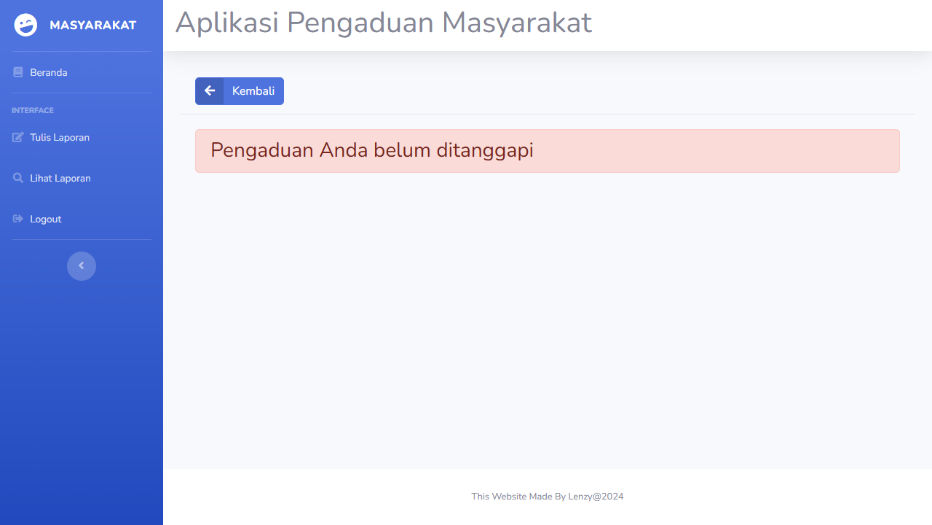 MASYARAKAT
Beranda
INTERFACE
Tulis Laporan
Lihat Laporan
Logout
Aplikasi Pengaduan Masyarakat
Kembali
Pengaduan Anda belum ditanggapi
This Website Made By Lenzy@2024